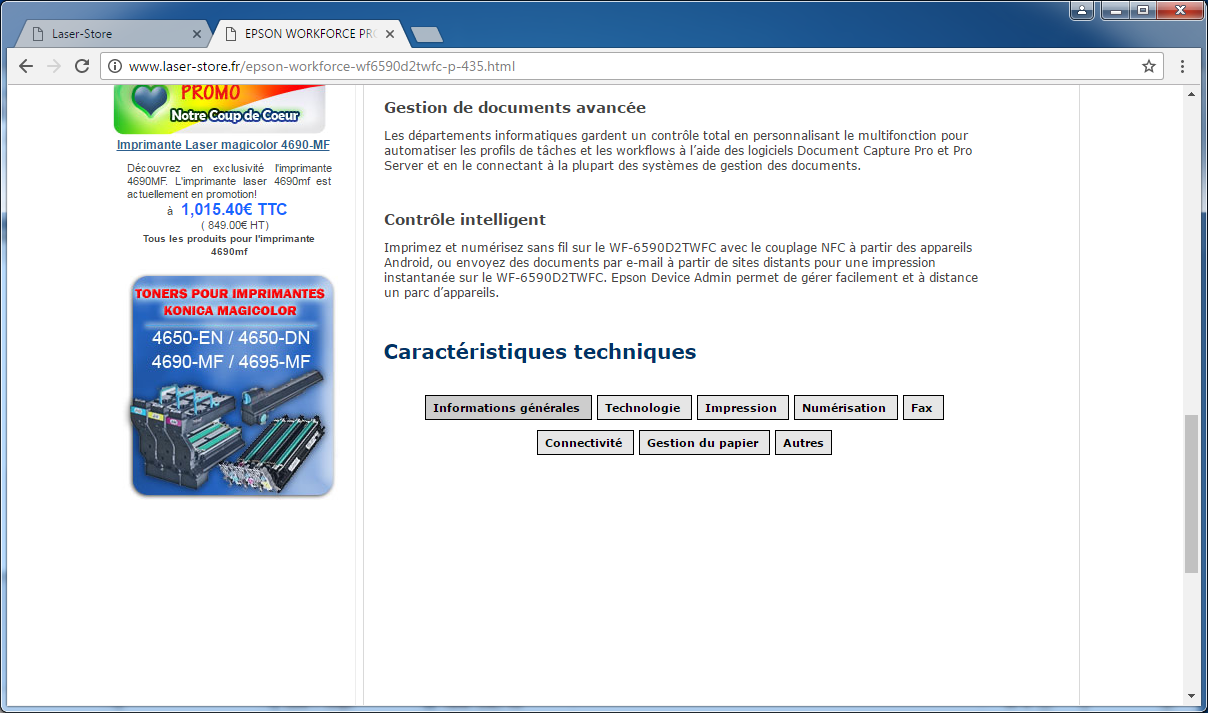 Laser-Store
EPSON WORKFORCE PRO
www.laser-store.fr/epson-workforce-wf6590d2twfc-p-435.html
PROMO
Notre Coup de Coeur
Imprimante Laser magicolor 4690-MF
Découvrez en exclusivité l'imprimante
4690MF. L'imprimante laser 4690mf est
actuellement en promotion!
à 1,015.40€ TTC
( 849.00€ HT)
Tous les produits pour l'imprimante
4690mf
TONERS POUR IMPRIMANTES
KONICA MAGICOLOR
4650-EN / 4650-DN
4690-MF / 4695-MF
Gestion de documents avancée
Les départements informatiques gardent un contrôle total en personnalisant le multifonction pour
automatiser les profils de tâches et les workflows à l’aide des logiciels Document Capture Pro et Pro
Server et en le connectant à la plupart des systèmes de gestion des documents.
Contrôle intelligent
Imprimez et numérisez sans fil sur le WF-6590D2TWFC avec le couplage NFC à partir des appareils
Android, ou envoyez des documents par e-mail à partir de sites distants pour une impression
instantanée sur le WF-6590D2TWFC. Epson Device Admin permet de gérer facilement et à distance
un parc d’appareils.
Caractéristiques techniques
Informations générales Technologie Impression Numérisation Fax
Connectivité Gestion du papier Autres